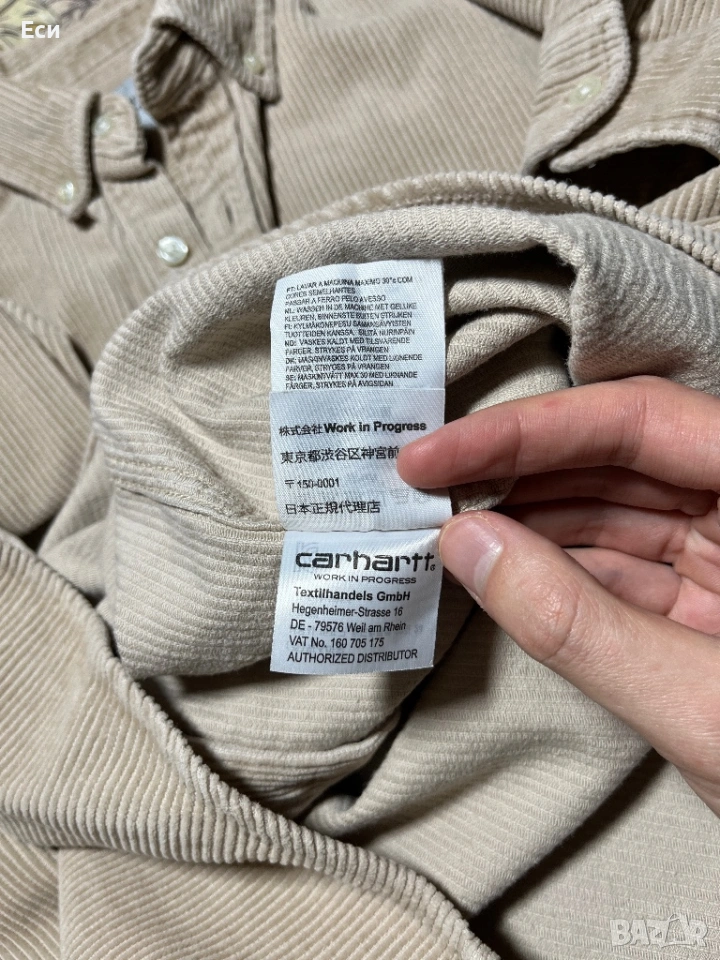 Еси
PT: LAVAR A MAQUINA MAXIMO 30°c COM
CORES SEMELHANTES
PASSAR A FERRO PELO AVESSO
NL: WASSEN IN DE MACHINE MET GELIJKE
KLEUREN, BINNENSTE BUITEN STRIJKEN
FI: KYLMÄKONEPESU SAMANSÄVYISTEN
TUOTTEIDEN KANSSA. SILITÄ NURINPÄIN
NO: VASKES KALDT MED TILSVARENDE
FARGER, STRYKES PÅ VRANGEN
DK: MASKINVASKES KOLDT MED LIGNENDE
FARVER, STRYGES PÅ VRANGEN
SE: MASKINTVÄTT MAX 30 MED LIKNANDE
FÄRGER, STRYKES PÅ AVIGSIDAN
株式会社 Work in Progress
東京都渋谷区神宮前
〒150-0001
日本正規代理店
carhartt®
WORK IN PROGRESS
Textilhandels GmbH
Hegenheimer-Strasse 16
DE - 79576 Weil am Rhein
VAT No. 160 705 175
AUTHORIZED DISTRIBUTOR
BAZAR